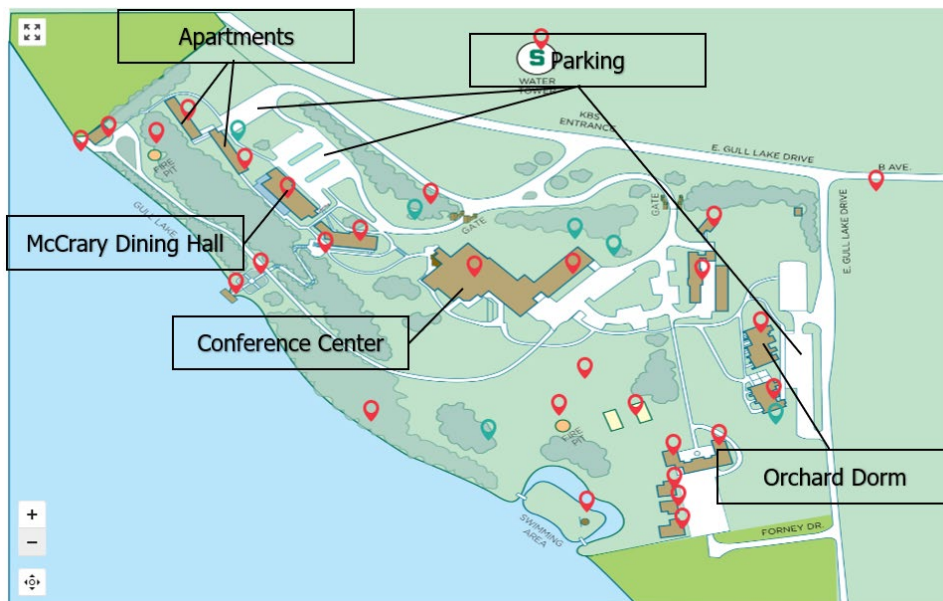 Apartments
Parking
S
WATER
TOWER
KBS
ENTRANCE
E. GULL LAKE DRIVE
B AVE.
FIRE
PIT
GULL LAKE
GATE
GATE
E. GULL LAKE DRIVE
McCrary Dining Hall
Conference Center
FIRE
PIT
Orchard Dorm
SWIMMING
AREA
FORNEY DR.
+
−